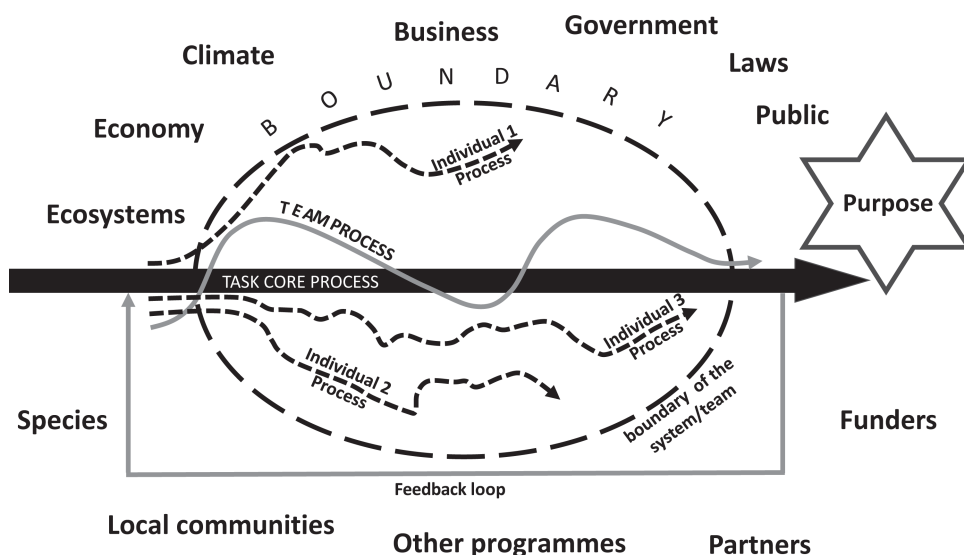 Business
Government
Climate
Laws
BOUNDARY
Public
Economy
Individual 1
Process
Ecosystems
Purpose
TEAM PROCESS
TASK CORE PROCESS
Individual 3
Process
Individual 2
Process
boundary of the
system/team
Species
Funders
Feedback loop
Local communities
Other programmes
Partners